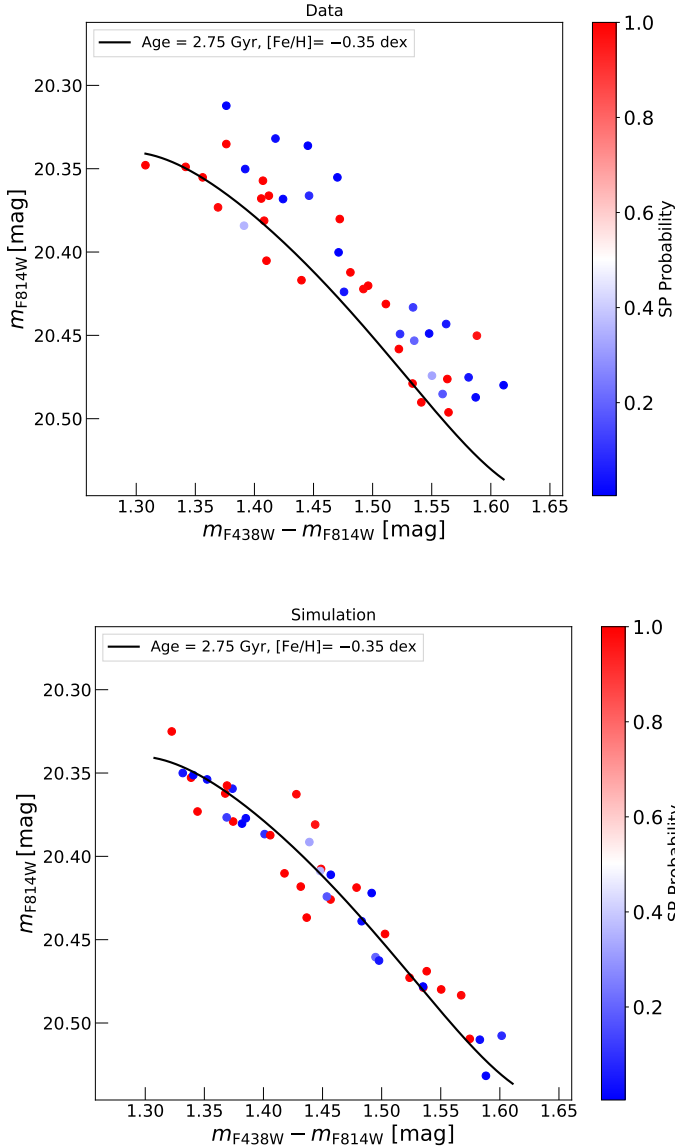 Data
Age = 2.75 Gyr, [Fe/H]= −0.35 dex
20.30
20.35
20.40
20.45
20.50
m_F814W [mag]
1.30 1.35 1.40 1.45 1.50 1.55 1.60 1.65
m_F438W − m_F814W [mag]
1.0
0.8
0.6
0.4
0.2
SP Probability
Simulation
Age = 2.75 Gyr, [Fe/H]= −0.35 dex
20.30
20.35
20.40
20.45
20.50
m_F814W [mag]
1.30 1.35 1.40 1.45 1.50 1.55 1.60 1.65
m_F438W − m_F814W [mag]
1.0
0.8
0.6
0.4
0.2
SP Probability